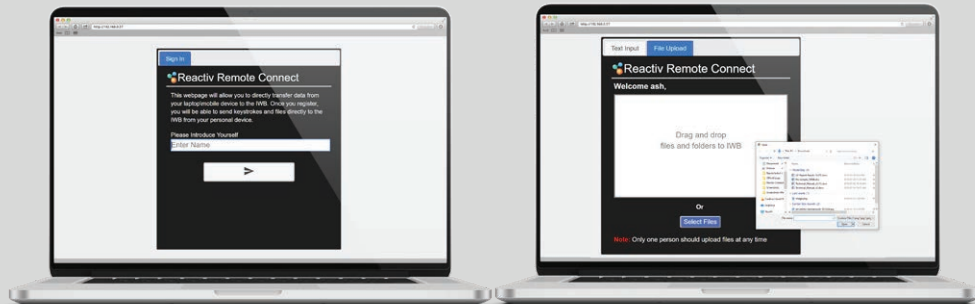 Sign In
Reactiv Remote Connect
This webpage will allow you to directly transfer data from
your laptop\mobile device to the IWB. Once you register,
you will be able to send keystrokes and files directly to the
IWB from your personal device.
Please Introduce Yourself
Enter Name
Text Input
File Upload
Reactiv Remote Connect
Welcome ash,
Drag and drop
files and folders to IWB
Or
Select Files
Note: Only one person should upload files at any time